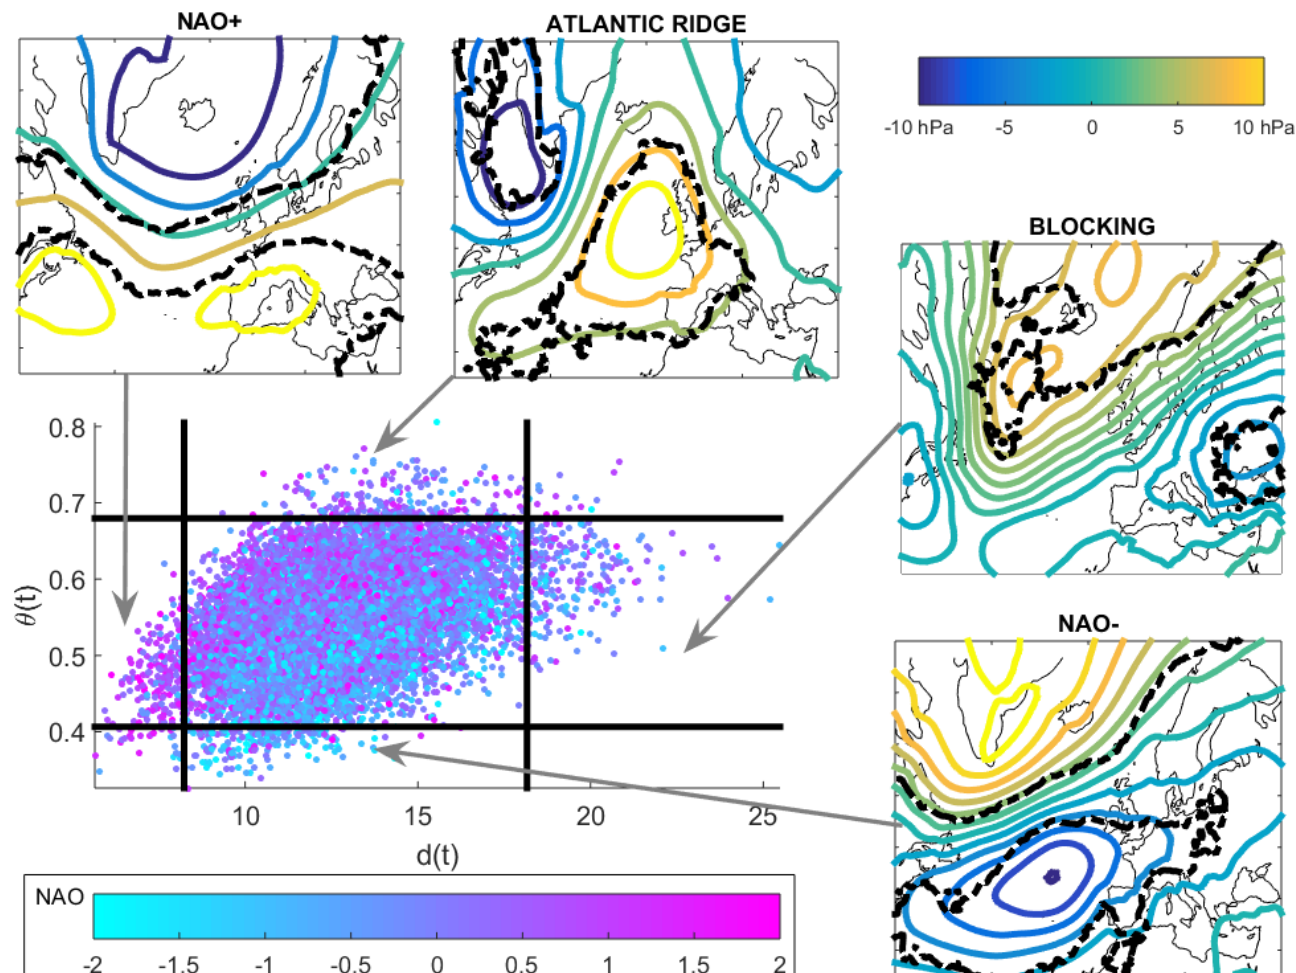 NAO+
ATLANTIC RIDGE
-10 hPa -5 0 5 10 hPa
BLOCKING
0.8
0.7
0.6
0.5
0.4
θ(t)
10 15 20 25
d(t)
NAO-
NAO
-2 -1.5 -1 -0.5 0 0.5 1 1.5 2